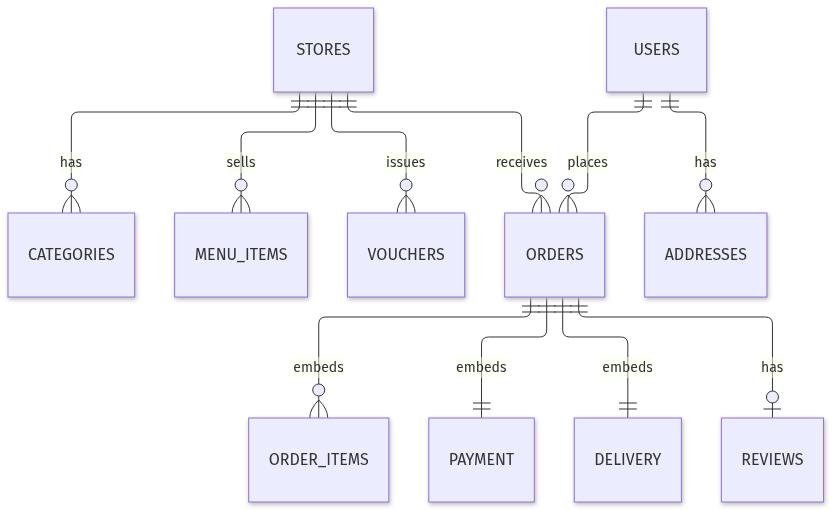 STORES
USERS
has
sells
issues
receives
places
has
CATEGORIES
MENU_ITEMS
VOUCHERS
ORDERS
ADDRESSES
embeds
embeds
embeds
has
ORDER_ITEMS
PAYMENT
DELIVERY
REVIEWS